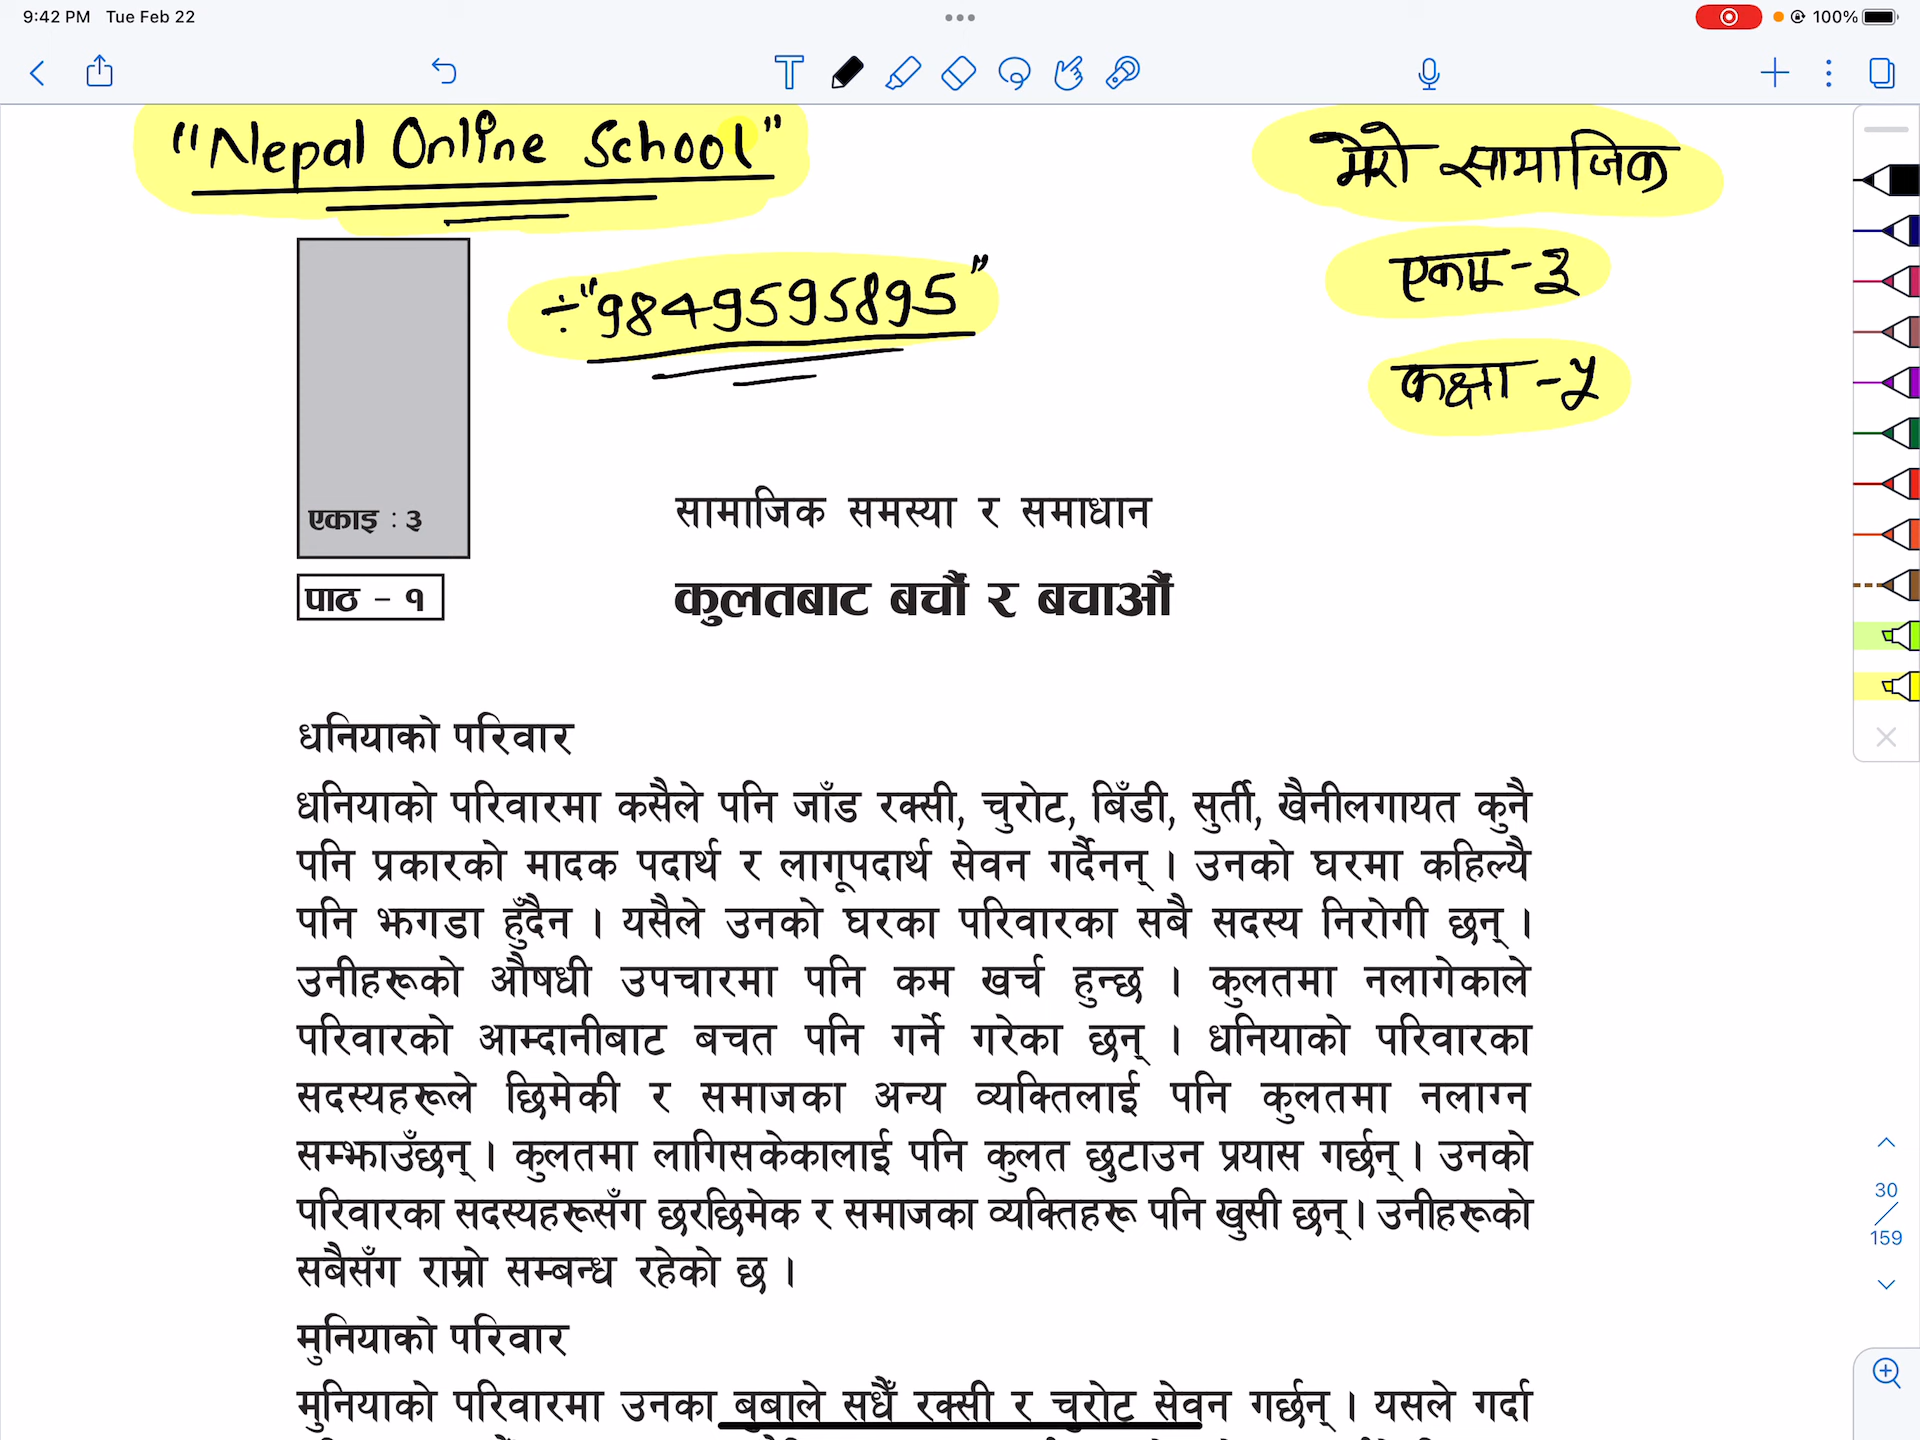 9:42 PM Tue Feb 22
100%
"Nepal Online School"
मेरो सामाजिक
÷"9849595895"
एकाइ - ३
कक्षा - ५
एकाइ : ३
सामाजिक समस्या र समाधान
पाठ - १
कुलतबाट बचौँ र बचाऔँ
धनियाको परिवार
धनियाको परिवारमा कसैले पनि जाँड रक्सी, चुरोट, बिँडी, सुर्ती, खैनीलगायत कुनै
पनि प्रकारको मादक पदार्थ र लागूपदार्थ सेवन गर्दैनन् । उनको घरमा कहिल्यै
पनि झगडा हुँदैन । यसैले उनको घरका परिवारका सबै सदस्य निरोगी छन् ।
उनीहरूको औषधी उपचारमा पनि कम खर्च हुन्छ । कुलतमा नलागेकाले
परिवारको आम्दानीबाट बचत पनि गर्ने गरेका छन् । धनियाको परिवारका
सदस्यहरूले छिमेकी र समाजका अन्य व्यक्तिलाई पनि कुलतमा नलाग्न
सम्झाउँछन् । कुलतमा लागिसकेकालाई पनि कुलत छुटाउन प्रयास गर्छन् । उनको
परिवारका सदस्यहरूसँग छरछिमेक र समाजका व्यक्तिहरू पनि खुसी छन् । उनीहरूको
सबैसँग राम्रो सम्बन्ध रहेको छ ।
30
/
159
मुनियाको परिवार
मुनियाको परिवारमा उनका बुबाले सधैँ रक्सी र चुरोट सेवन गर्छन् । यसले गर्दा